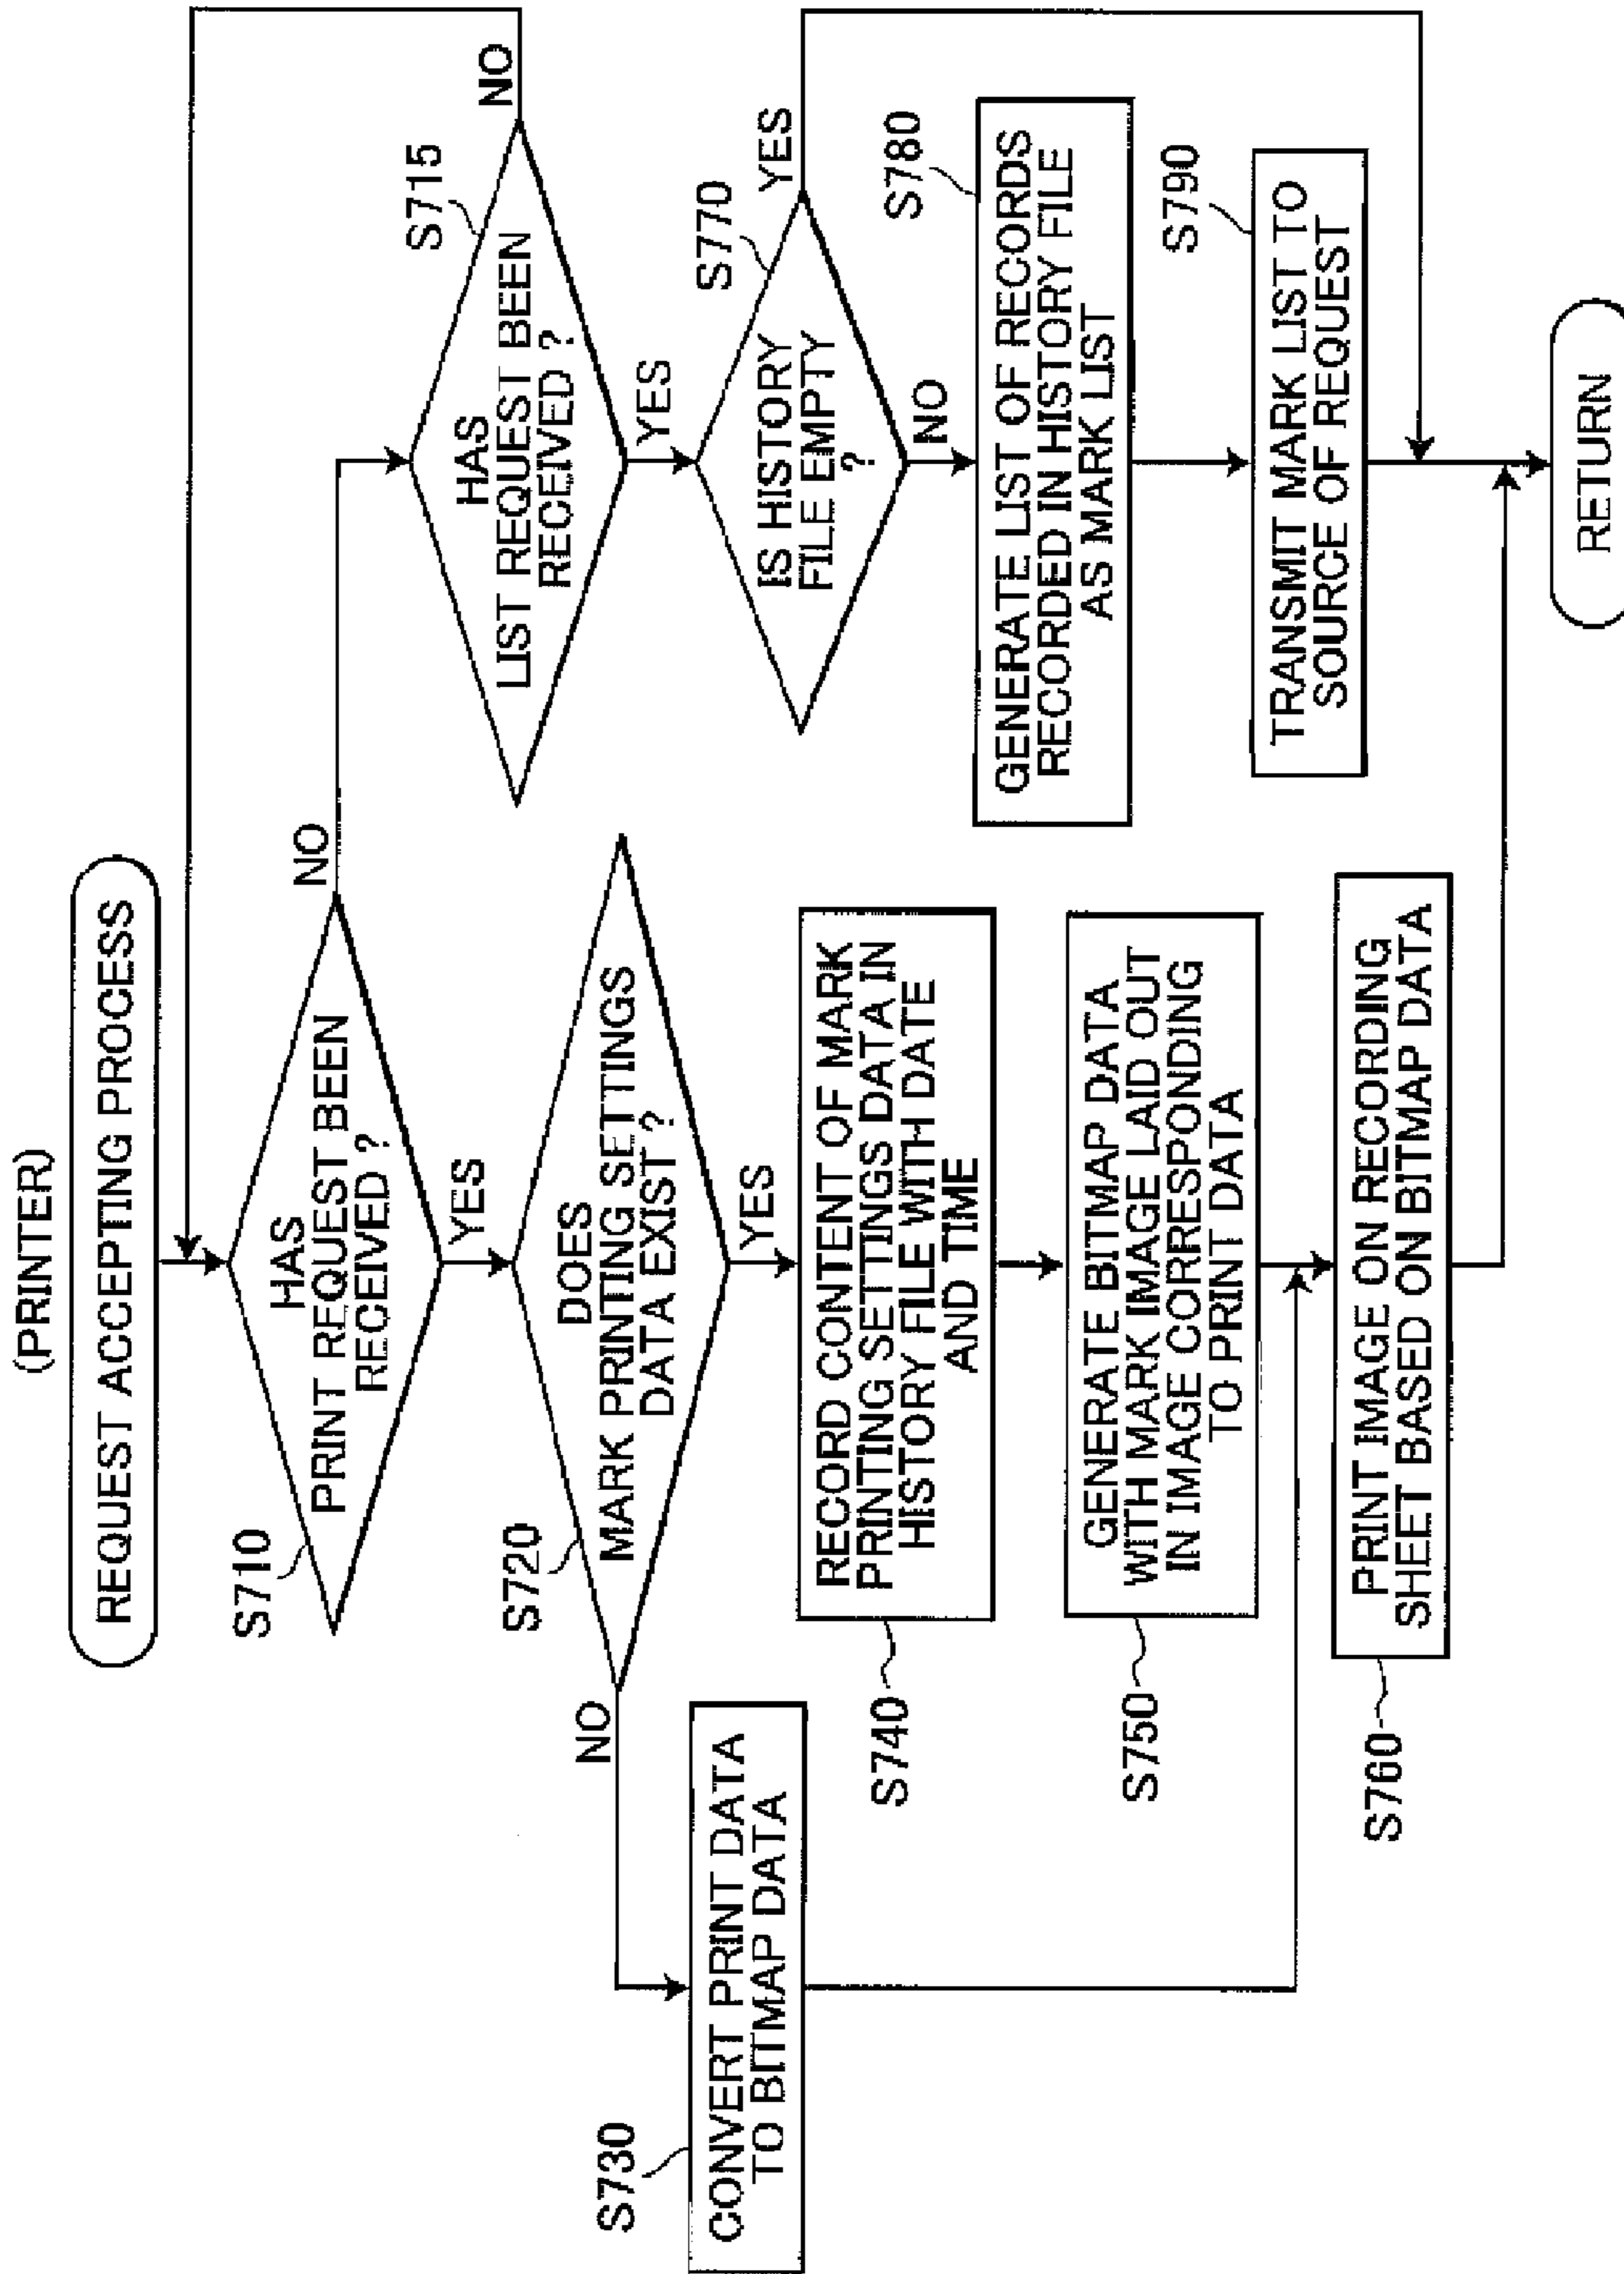 (PRINTER)
REQUEST ACCEPTING PROCESS
S710
HAS
PRINT REQUEST BEEN
RECEIVED ?
NO
YES
S715
HAS
LIST REQUEST BEEN
RECEIVED ?
NO
YES
S720
DOES
MARK PRINTING SETTINGS
DATA EXIST ?
NO
YES
S730
CONVERT PRINT DATA
TO BITMAP DATA
S740
RECORD CONTENT OF MARK
PRINTING SETTINGS DATA IN
HISTORY FILE WITH DATE
AND TIME
S750
GENERATE BITMAP DATA
WITH MARK IMAGE LAID OUT
IN IMAGE CORRESPONDING
TO PRINT DATA
S760
PRINT IMAGE ON RECORDING
SHEET BASED ON BITMAP DATA
S770
IS HISTORY
FILE EMPTY
?
YES
NO
S780
GENERATE LIST OF RECORDS
RECORDED IN HISTORY FILE
AS MARK LIST
S790
TRANSMIT MARK LIST TO
SOURCE OF REQUEST
RETURN